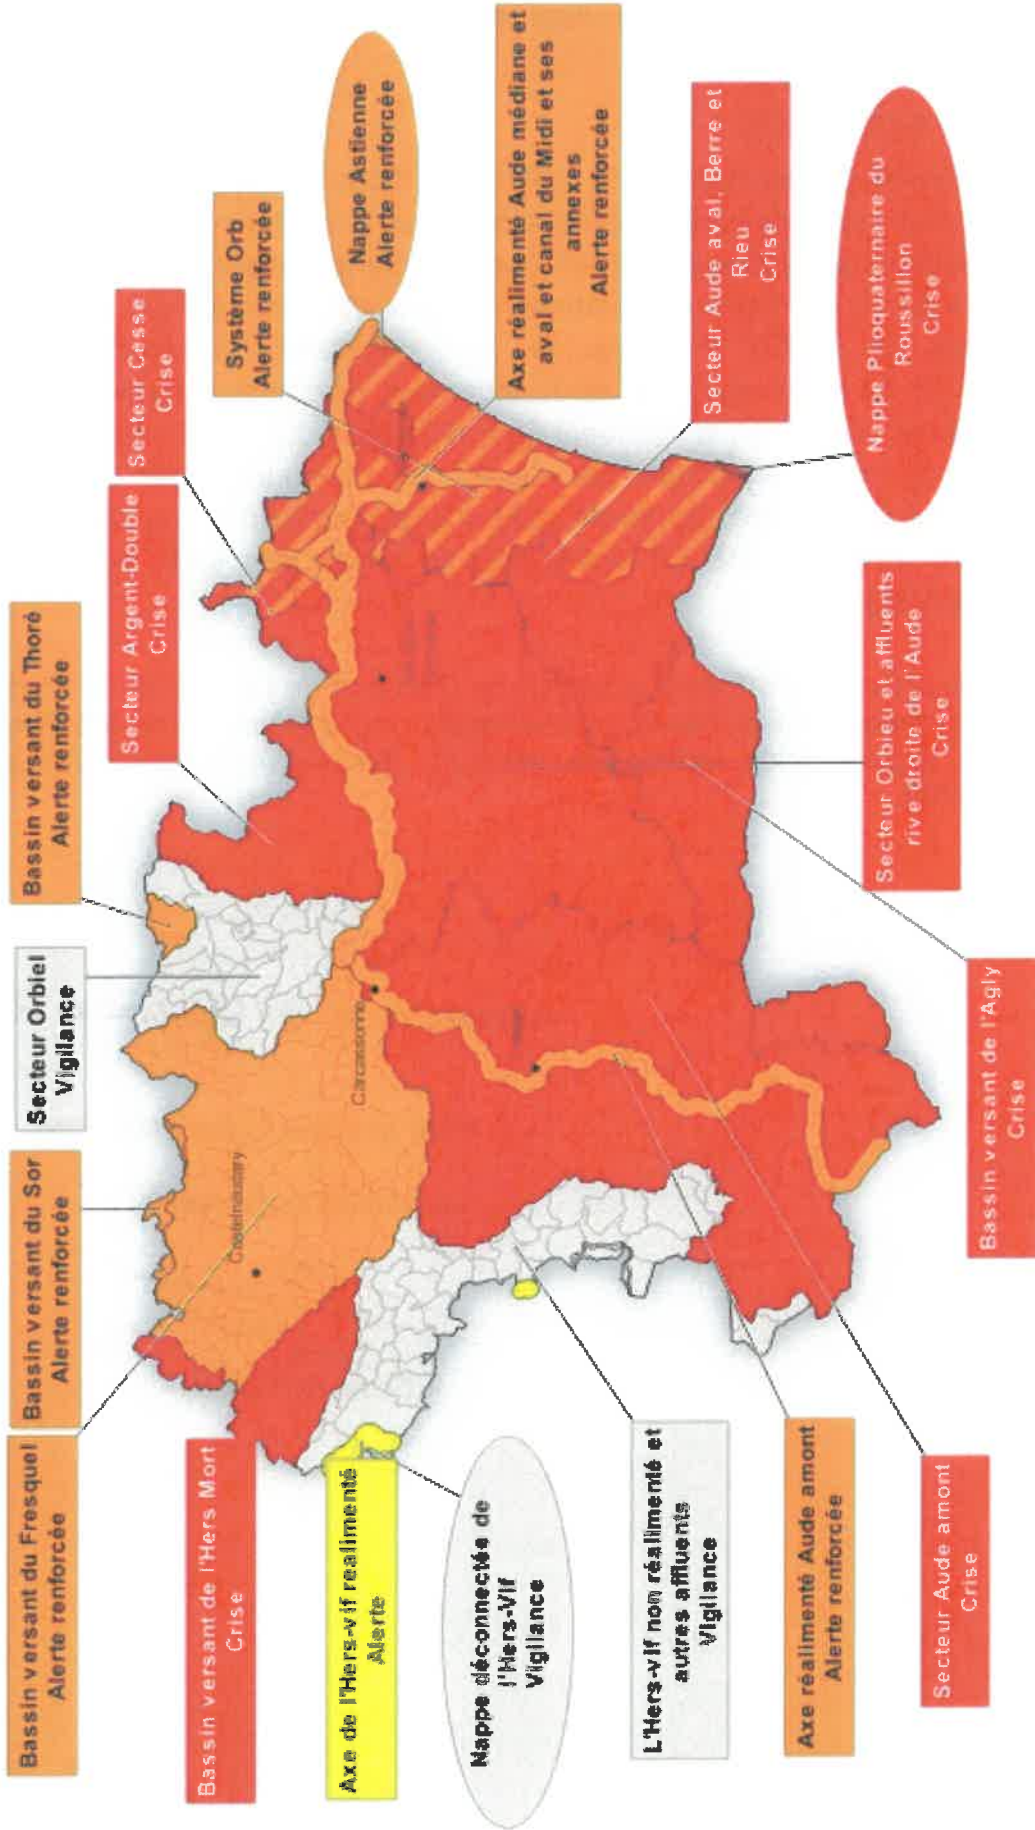 Bassin versant du Fresquel
Alerte renforcée
Bassin versant du Sor
Alerte renforcée
Secteur Orbiel
Vigilance
Bassin versant du Thoré
Alerte renforcée
Secteur Argent-Double
Crise
Secteur Cesse
Crise
Système Orb
Alerte renforcée
Nappe Astienne
Alerte renforcée
Axe réalimenté Aude médiane et
aval et canal du Midi et ses
annexes
Alerte renforcée
Secteur Aude aval, Berre et
Rieu
Crise
Nappe Plioquaternaire du
Roussillon
Crise
Bassin versant de l'Hers Mort
Crise
Axe de l'Hers-vif realimenté
Alerte
Nappe déconnectée de
l'Hers-Vif
Vigilance
L'Hers-vif non réalimenté et
autres affluents
Vigilance
Axe réalimenté Aude amont
Alerte renforcée
Secteur Aude amont
Crise
Bassin versant de l'Agly
Crise
Secteur Orbieu et affluents
rive droite de l'Aude
Crise
Castelnaudary
Carcassonne